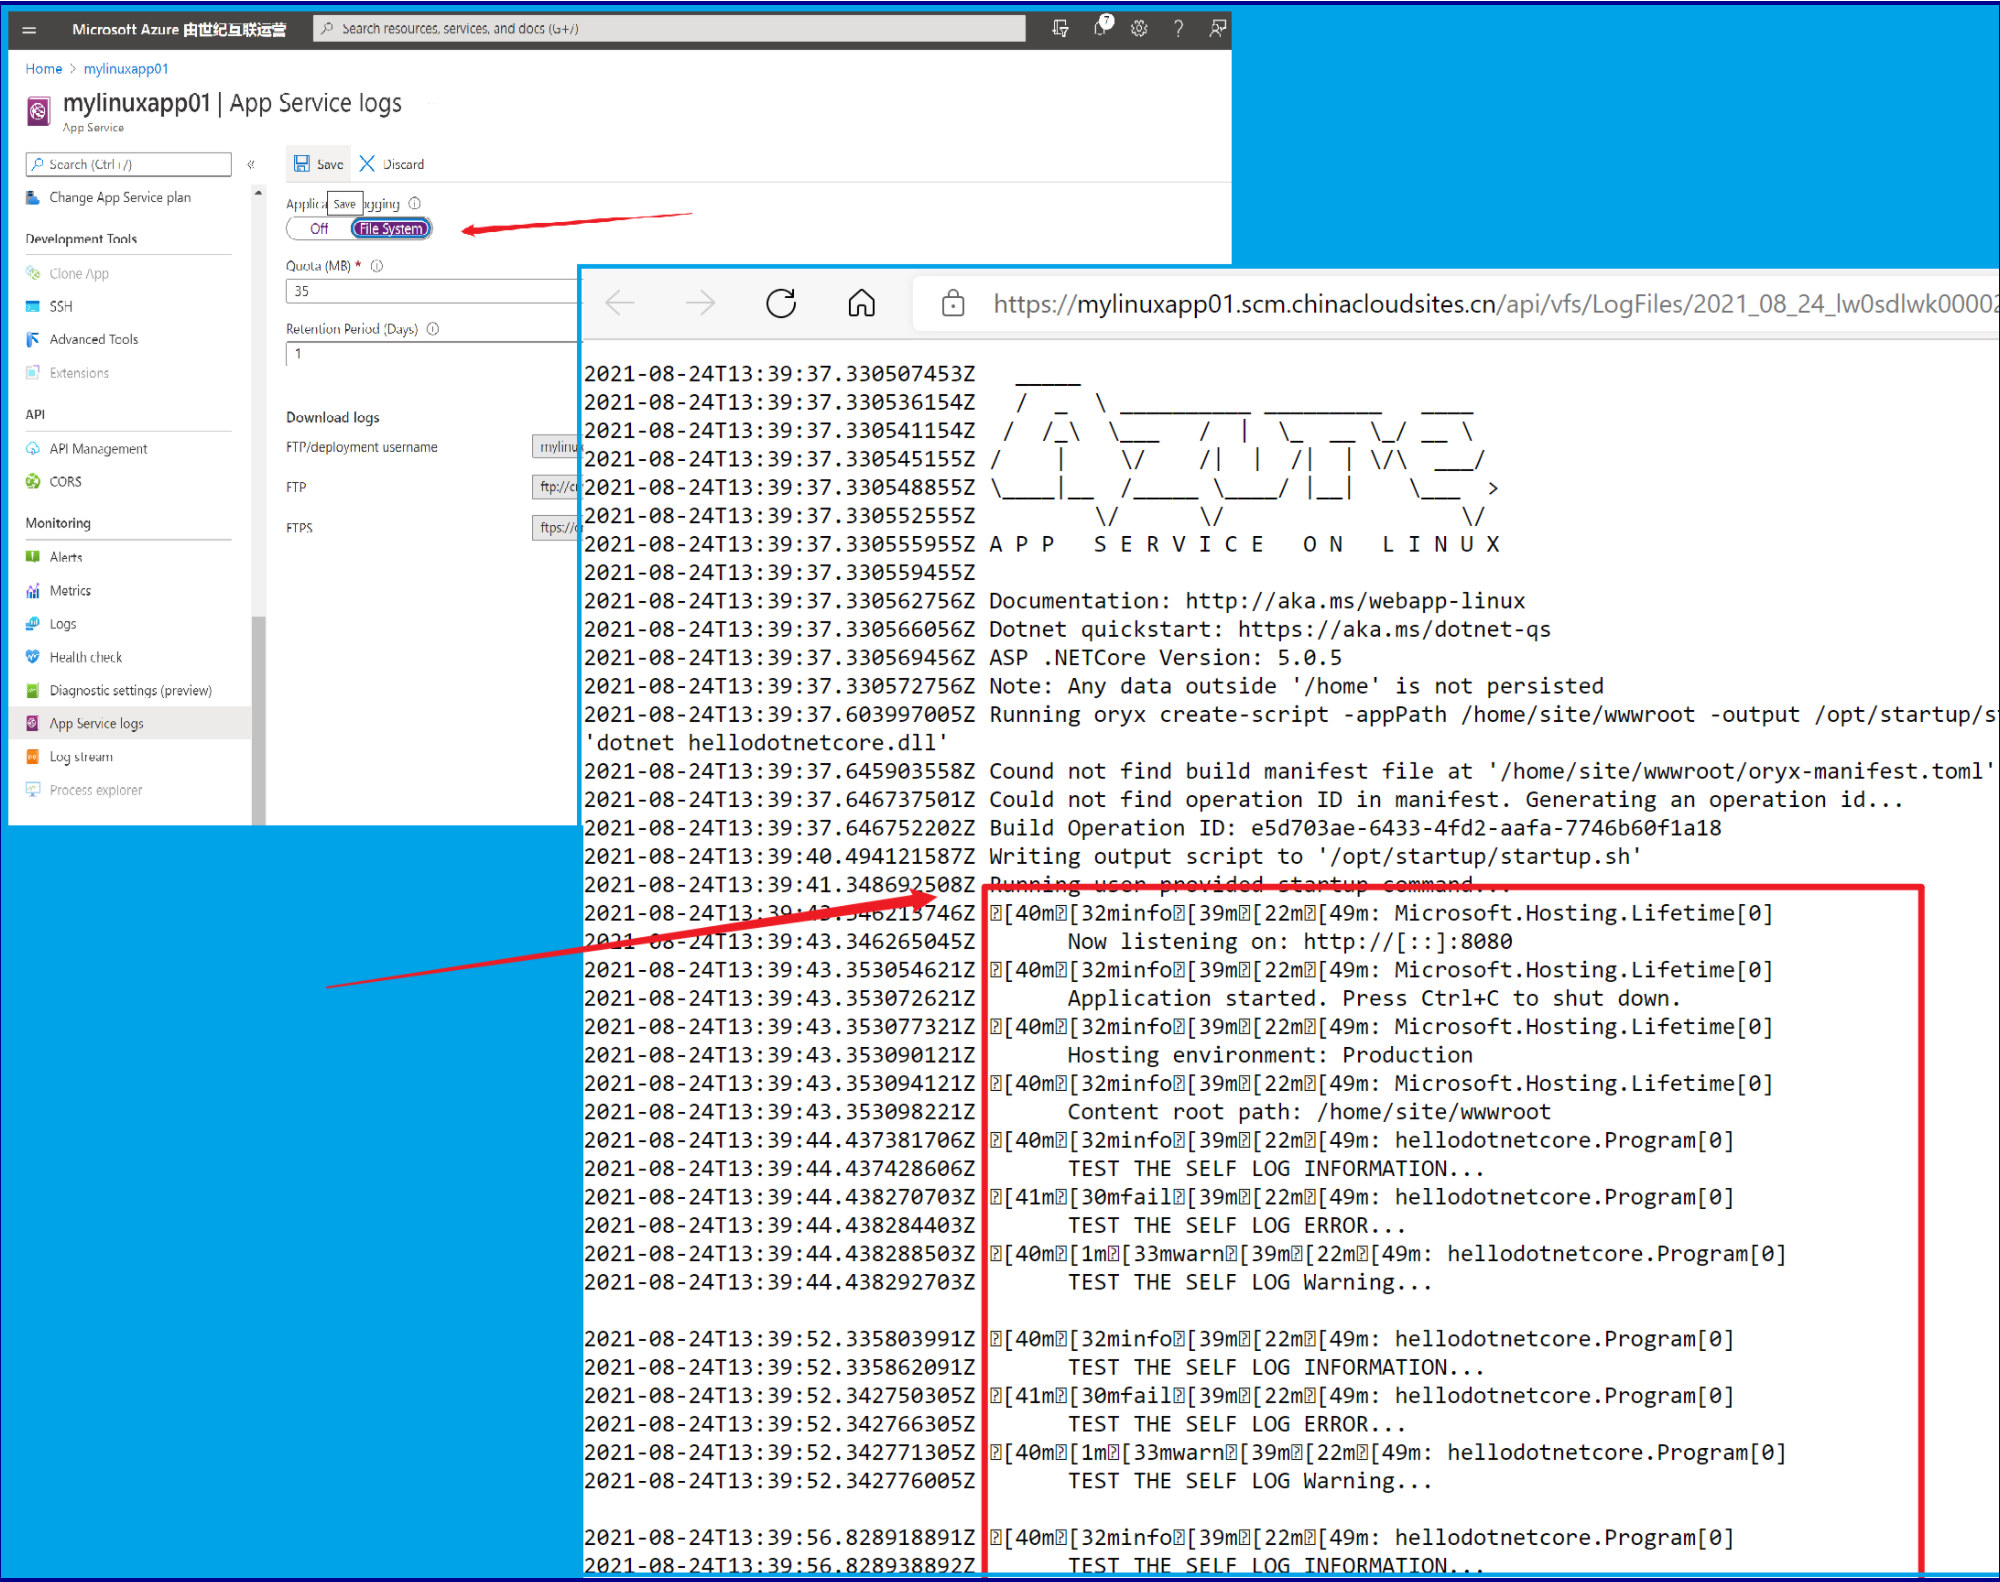 Microsoft Azure 由世纪互联运营
Search resources, services, and docs (G+/)
7
Home > mylinuxapp01
mylinuxapp01 | App Service logs
App Service
Search (Ctrl+/)
«
Change App Service plan
Development Tools
Clone App
SSH
Advanced Tools
Extensions
API
API Management
CORS
Monitoring
Alerts
Metrics
Logs
Health check
Diagnostic settings (preview)
App Service logs
Log stream
Process explorer
Save
Discard
Save
Off
File System
Quota (MB) *
35
Retention Period (Days)
1
Download logs
FTP/deployment username
FTP
ftp://
FTPS
ftps://
https://mylinuxapp01.scm.chinacloudsites.cn/api/vfs/LogFiles/2021_08_24_lw0sdlwk0000
2021-08-24T13:39:37.330507453Z   _____
2021-08-24T13:39:37.330536154Z   /  _  \ __________ _________   ____
2021-08-24T13:39:37.330541154Z  /  /_\  \___   /  |   \_  __ \_/ __ \
2021-08-24T13:39:37.330545155Z /    |    \/    /|  |  /|  | \/\  ___/
2021-08-24T13:39:37.330548855Z \____|__  /_____ \____/ |__|    \___  >
2021-08-24T13:39:37.330552555Z         \/      \/                  \/
2021-08-24T13:39:37.330555955Z A P P   S E R V I C E   O N   L I N U X
2021-08-24T13:39:37.330559455Z
2021-08-24T13:39:37.330562756Z Documentation: http://aka.ms/webapp-linux
2021-08-24T13:39:37.330566056Z Dotnet quickstart: https://aka.ms/dotnet-qs
2021-08-24T13:39:37.330569456Z ASP .NETCore Version: 5.0.5
2021-08-24T13:39:37.330572756Z Note: Any data outside '/home' is not persisted
2021-08-24T13:39:37.603997005Z Running oryx create-script -appPath /home/site/wwwroot -output /opt/startup/s
'dotnet hellodotnetcore.dll'
2021-08-24T13:39:37.645903558Z Cound not find build manifest file at '/home/site/wwwroot/oryx-manifest.toml'
2021-08-24T13:39:37.646737501Z Could not find operation ID in manifest. Generating an operation id...
2021-08-24T13:39:37.646752202Z Build Operation ID: e5d703ae-6433-4fd2-aafa-7746b60f1a18
2021-08-24T13:39:40.494121587Z Writing output script to '/opt/startup/startup.sh'
2021-08-24T13:39:41.348692508Z Running user provided startup command...
2021-08-24T13:39:43.346213746Z [40m[32minfo[39m[22m[49m: Microsoft.Hosting.Lifetime[0]
2021-08-24T13:39:43.346265045Z       Now listening on: http://[::]:8080
2021-08-24T13:39:43.353054621Z [40m[32minfo[39m[22m[49m: Microsoft.Hosting.Lifetime[0]
2021-08-24T13:39:43.353072621Z       Application started. Press Ctrl+C to shut down.
2021-08-24T13:39:43.353077321Z [40m[32minfo[39m[22m[49m: Microsoft.Hosting.Lifetime[0]
2021-08-24T13:39:43.353090121Z       Hosting environment: Production
2021-08-24T13:39:43.353094121Z [40m[32minfo[39m[22m[49m: Microsoft.Hosting.Lifetime[0]
2021-08-24T13:39:43.353098221Z       Content root path: /home/site/wwwroot
2021-08-24T13:39:44.437381706Z [40m[32minfo[39m[22m[49m: hellodotnetcore.Program[0]
2021-08-24T13:39:44.437428606Z       TEST THE SELF LOG INFORMATION...
2021-08-24T13:39:44.438270703Z [41m[30mfail[39m[22m[49m: hellodotnetcore.Program[0]
2021-08-24T13:39:44.438284403Z       TEST THE SELF LOG ERROR...
2021-08-24T13:39:44.438288503Z [40m[1m[33mwarn[39m[22m[49m: hellodotnetcore.Program[0]
2021-08-24T13:39:44.438292703Z       TEST THE SELF LOG Warning...
2021-08-24T13:39:52.335803991Z [40m[32minfo[39m[22m[49m: hellodotnetcore.Program[0]
2021-08-24T13:39:52.335862091Z       TEST THE SELF LOG INFORMATION...
2021-08-24T13:39:52.342750305Z [41m[30mfail[39m[22m[49m: hellodotnetcore.Program[0]
2021-08-24T13:39:52.342766305Z       TEST THE SELF LOG ERROR...
2021-08-24T13:39:52.342771305Z [40m[1m[33mwarn[39m[22m[49m: hellodotnetcore.Program[0]
2021-08-24T13:39:52.342776005Z       TEST THE SELF LOG Warning...
2021-08-24T13:39:56.828918891Z [40m[32minfo[39m[22m[49m: hellodotnetcore.Program[0]
2021-08-24T13:39:56.828938892Z       TEST THE SELF LOG INFORMATION...